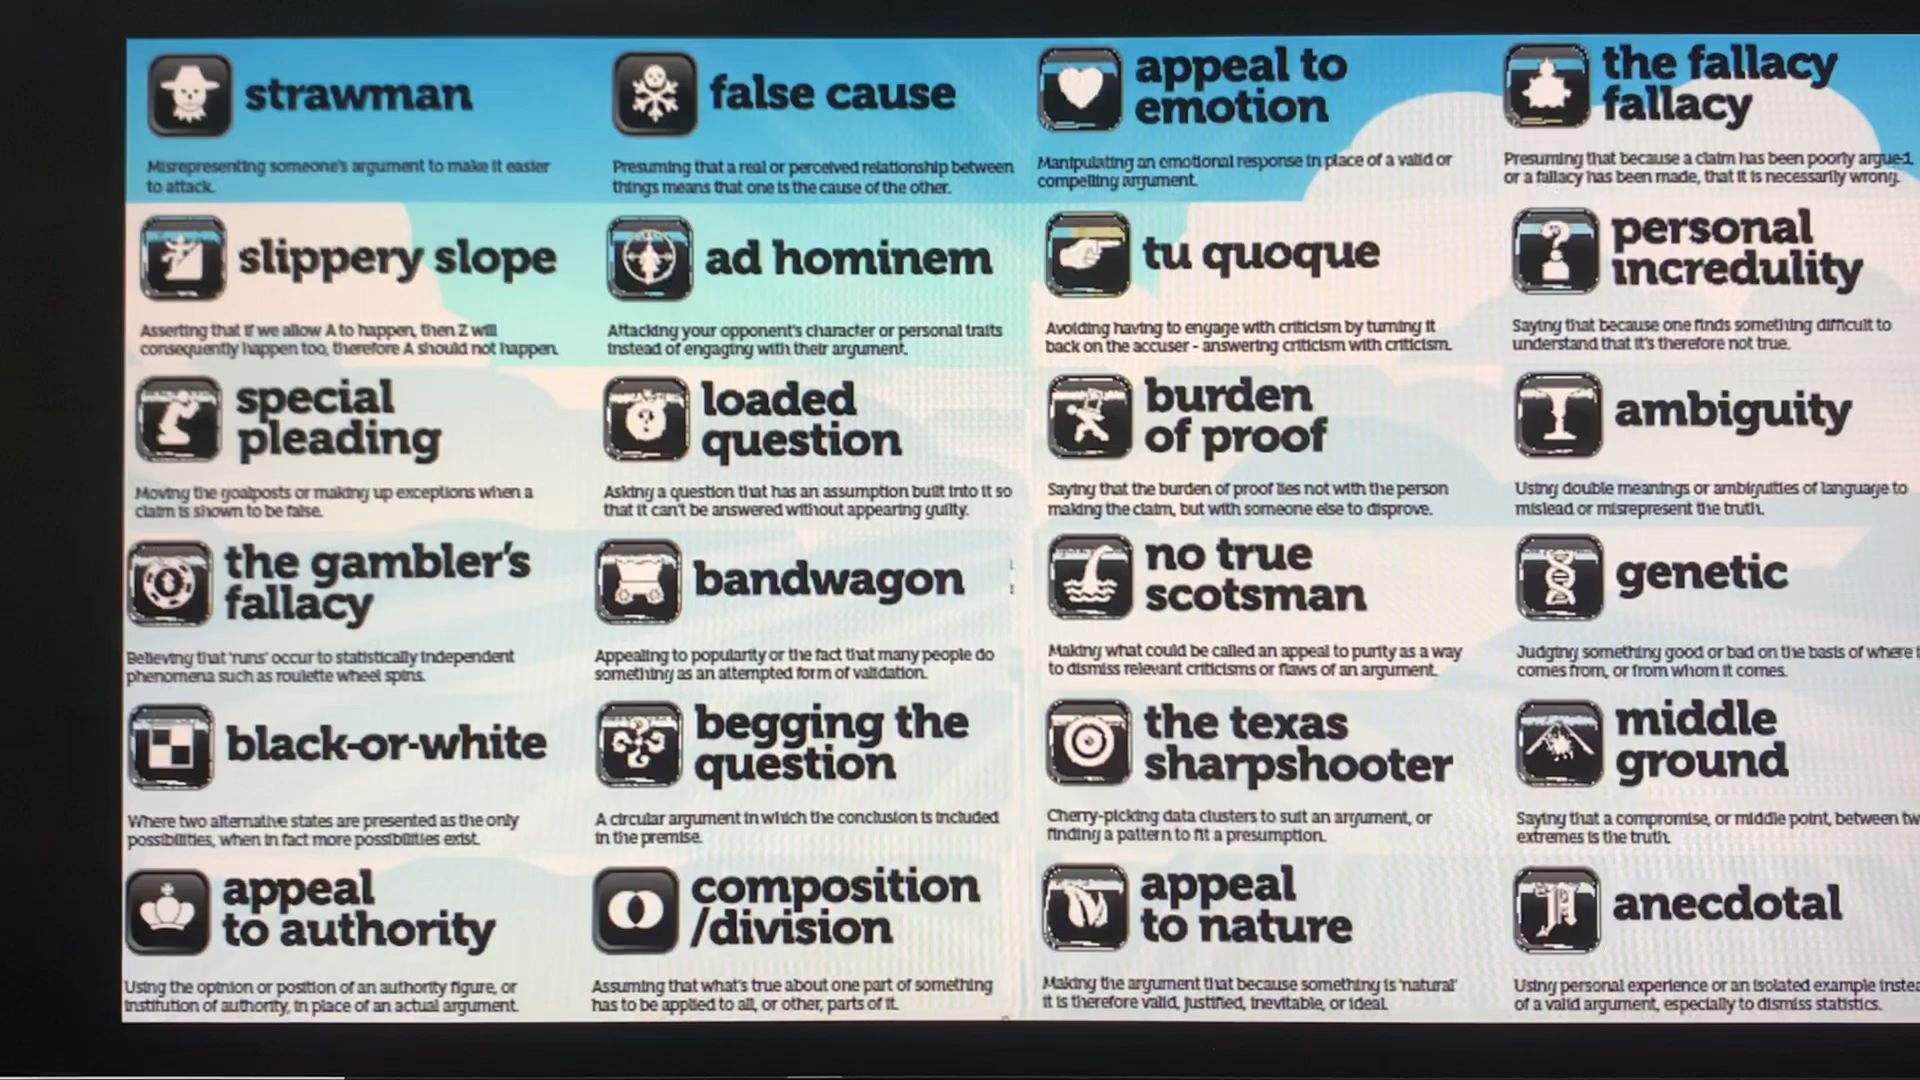 strawman
Misrepresenting someone's argument to make it easier
to attack.
false cause
Presuming that a real or perceived relationship between
things means that one is the cause of the other.
appeal to
emotion
Manipulating an emotional response in place of a valid or
compelling argument.
the fallacy
fallacy
Presuming that because a claim has been poorly argued,
or a fallacy has been made, that it is necessarily wrong.
slippery slope
Asserting that if we allow A to happen, then Z will
consequently happen too, therefore A should not happen.
ad hominem
Attacking your opponent's character or personal traits
instead of engaging with their argument.
tu quoque
Avoiding having to engage with criticism by turning it
back on the accuser - answering criticism with criticism.
personal
incredulity
Saying that because one finds something difficult to
understand that it's therefore not true.
special
pleading
Moving the goalposts or making up exceptions when a
claim is shown to be false.
loaded
question
Asking a question that has an assumption built into it so
that it can't be answered without appearing guilty.
burden
of proof
Saying that the burden of proof lies not with the person
making the claim, but with someone else to disprove.
ambiguity
Using double meanings or ambiguities of language to
mislead or misrepresent the truth.
the gambler's
fallacy
Believing that 'runs' occur to statistically independent
phenomena such as roulette wheel spins.
bandwagon
Appealing to popularity or the fact that many people do
something as an attempted form of validation.
no true
scotsman
Making what could be called an appeal to purity as a way
to dismiss relevant criticisms or flaws of an argument.
genetic
Judging something good or bad on the basis of where
comes from, or from whom it comes.
black-or-white
Where two alternative states are presented as the only
possibilities, when in fact more possibilities exist.
begging the
question
A circular argument in which the conclusion is included
in the premise.
the texas
sharpshooter
Cherry-picking data clusters to suit an argument, or
finding a pattern to fit a presumption.
middle
ground
Saying that a compromise, or middle point, between tw
extremes is the truth.
appeal
to authority
Using the opinion or position of an authority figure, or
institution of authority, in place of an actual argument.
composition
/division
Assuming that what's true about one part of something
has to be applied to all, or other, parts of it.
appeal
to nature
Making the argument that because something is 'natural'
it is therefore valid, justified, inevitable, or ideal.
anecdotal
Using personal experience or an isolated example instea
of a valid argument, especially to dismiss statistics.